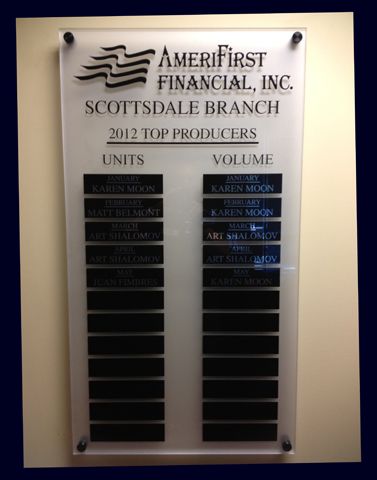 AMERIFIRST
FINANCIAL, INC.
SCOTTSDALE BRANCH
2012 TOP PRODUCERS
UNITS
JANUARY
KAREN MOON
FEBRUARY
MATT BELMONT
MARCH
ART SHALOMOV
APRIL
ART SHALOMOV
MAY
JUAN FIMBRES
VOLUME
JANUARY
KAREN MOON
FEBRUARY
KAREN MOON
MARCH
ART SHALOMOV
APRIL
ART SHALOMOV
MAY
KAREN MOON